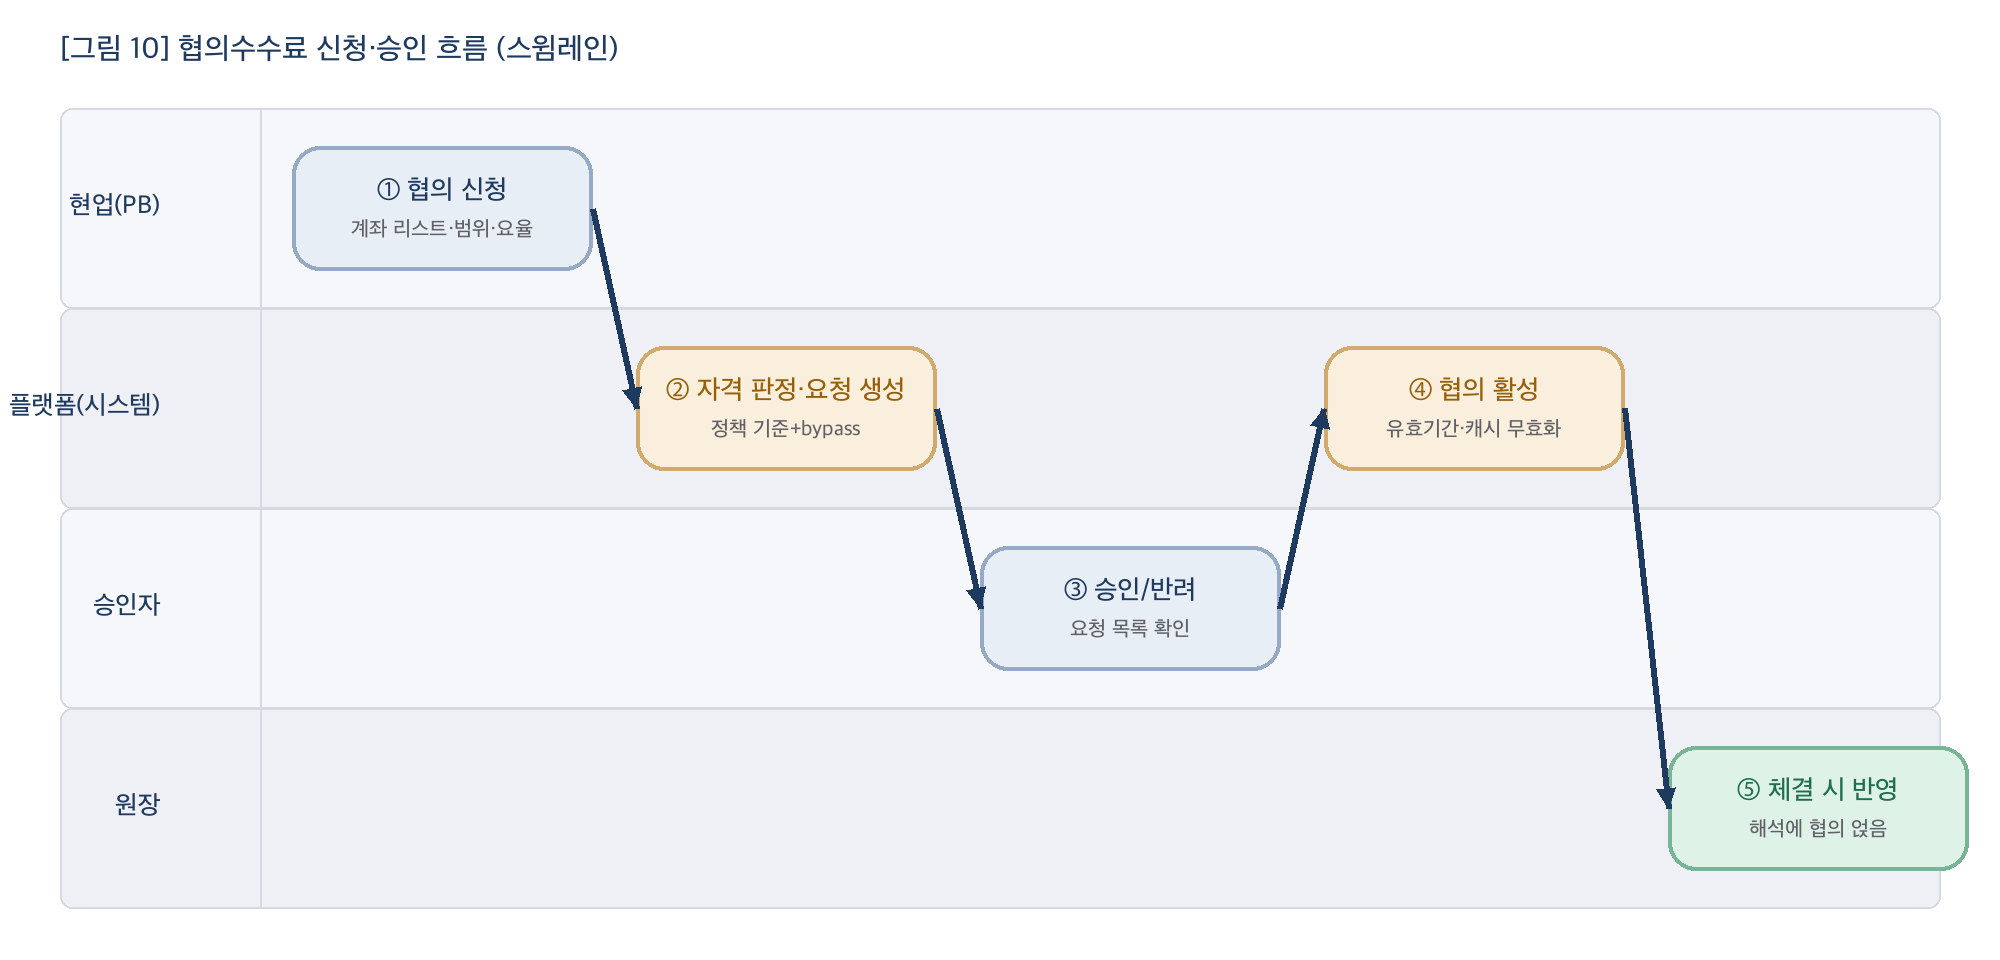 [그림 10] 협의수수료 신청·승인 흐름 (스윔레인)
현업(PB)
① 협의 신청
계좌 리스트·범위·요율
플랫폼(시스템)
② 자격 판정·요청 생성
정책 기준+bypass
④ 협의 활성
유효기간·캐시 무효화
승인자
③ 승인/반려
요청 목록 확인
원장
⑤ 체결 시 반영
해석에 협의 얹음